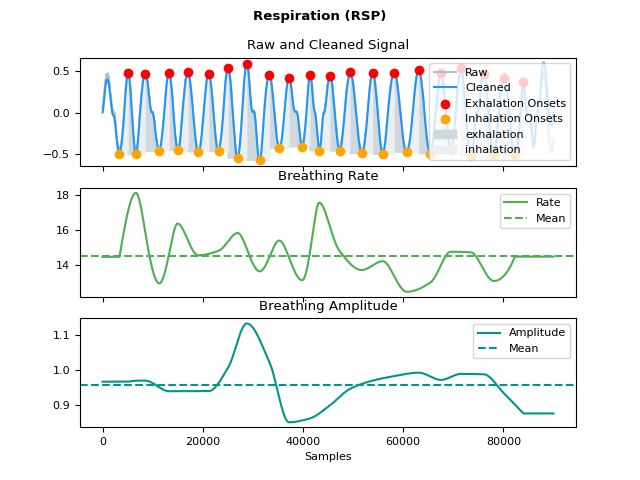 Respiration (RSP)
Raw and Cleaned Signal
0.5
0.0
−0.5
Raw
Cleaned
Exhalation Onsets
Inhalation Onsets
exhalation
inhalation
Breathing Rate
18
16
14
Rate
Mean
Breathing Amplitude
1.1
1.0
0.9
Amplitude
Mean
0 20000 40000 60000 80000
Samples